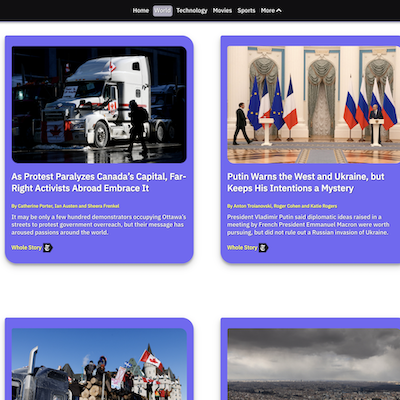 Home World Technology Movies Sports More
As Protest Paralyzes Canada's Capital, Far-
Right Activists Abroad Embrace It
By Catherine Porter, Ian Austen and Sheera Frenkel
It may be only a few hundred demonstrators occupying Ottawa's
streets to protest government overreach, but their message has
aroused passions around the world.
Whole Story
Putin Warns the West and Ukraine, but
Keeps His Intentions a Mystery
By Anton Troianovski, Roger Cohen and Katie Rogers
President Vladimir Putin said diplomatic ideas raised in a
meeting by French President Emmanuel Macron were worth
pursuing, but did not rule out a Russian invasion of Ukraine.
Whole Story